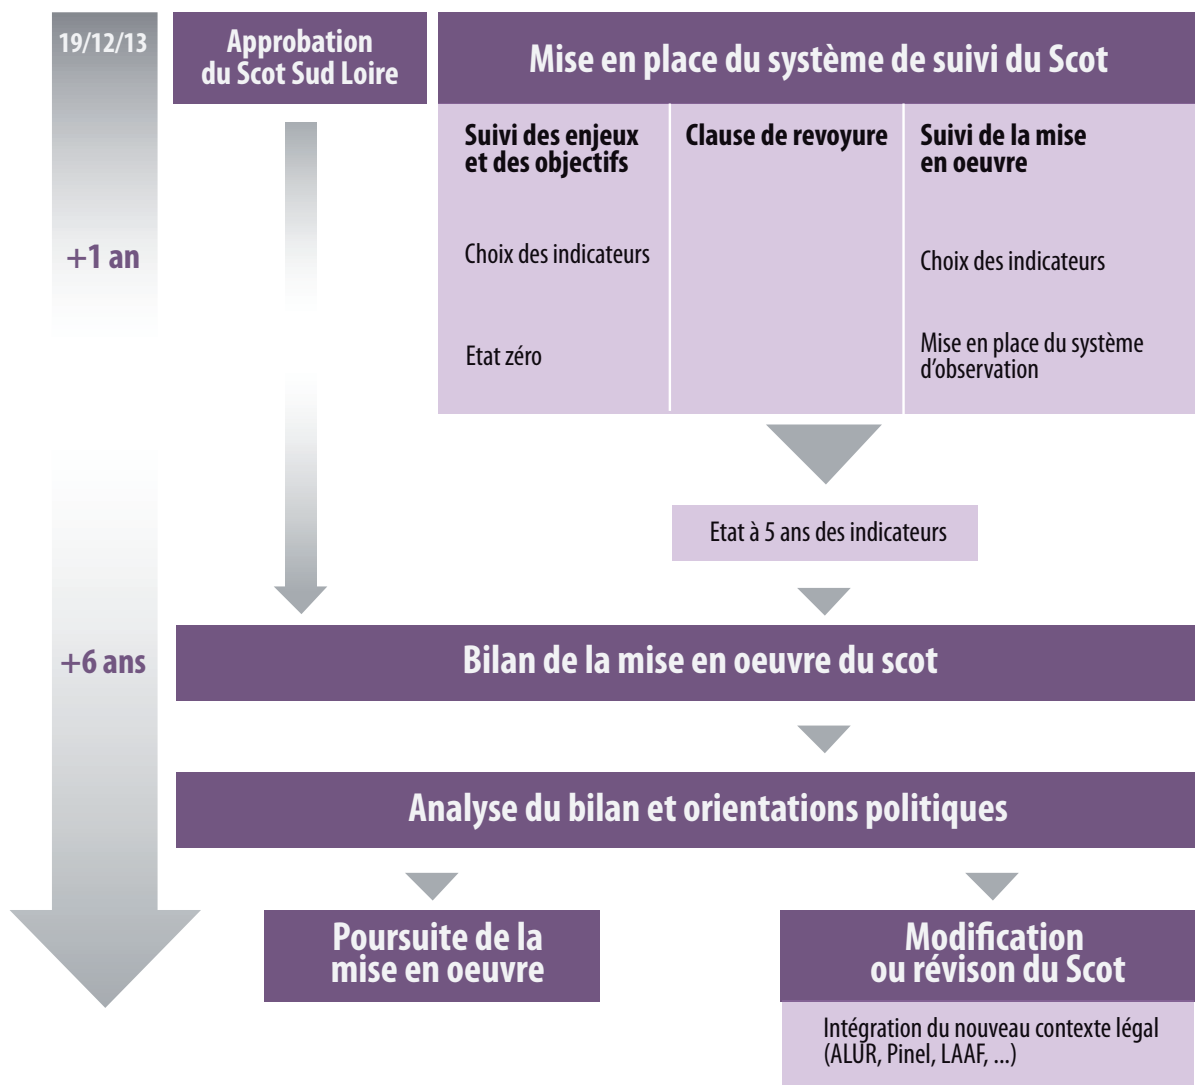 19/12/13
Approbation
du Scot Sud Loire
Mise en place du système de suivi du Scot
Suivi des enjeux
et des objectifs
Clause de revoyure
Suivi de la mise
en oeuvre
+1 an
Choix des indicateurs
Choix des indicateurs
Etat zéro
Mise en place du système
d'observation
Etat à 5 ans des indicateurs
+6 ans
Bilan de la mise en oeuvre du scot
Analyse du bilan et orientations politiques
Poursuite de la
mise en oeuvre
Modification
ou révison du Scot
Intégration du nouveau contexte légal
(ALUR, Pinel, LAAF, ...)